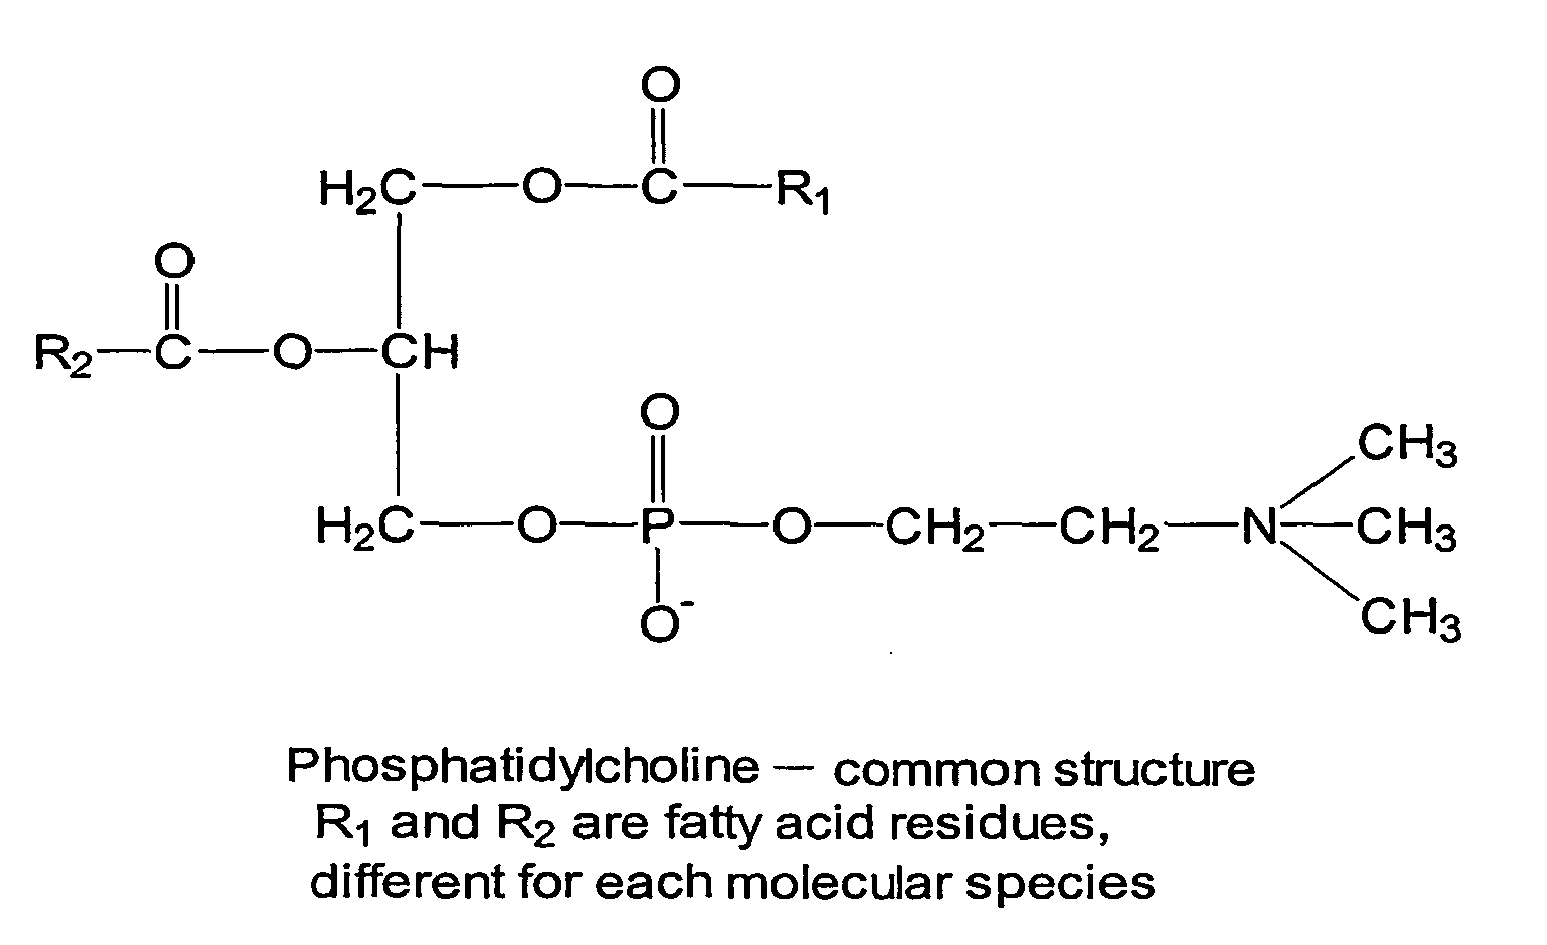 O
H2C—O—C—R1
O
R2—C—O—CH
O
H2C—O—P—O—CH2—CH2—N—CH3
CH3
O-
CH3
Phosphatidylcholine — common structure
R1 and R2 are fatty acid residues,
different for each molecular species